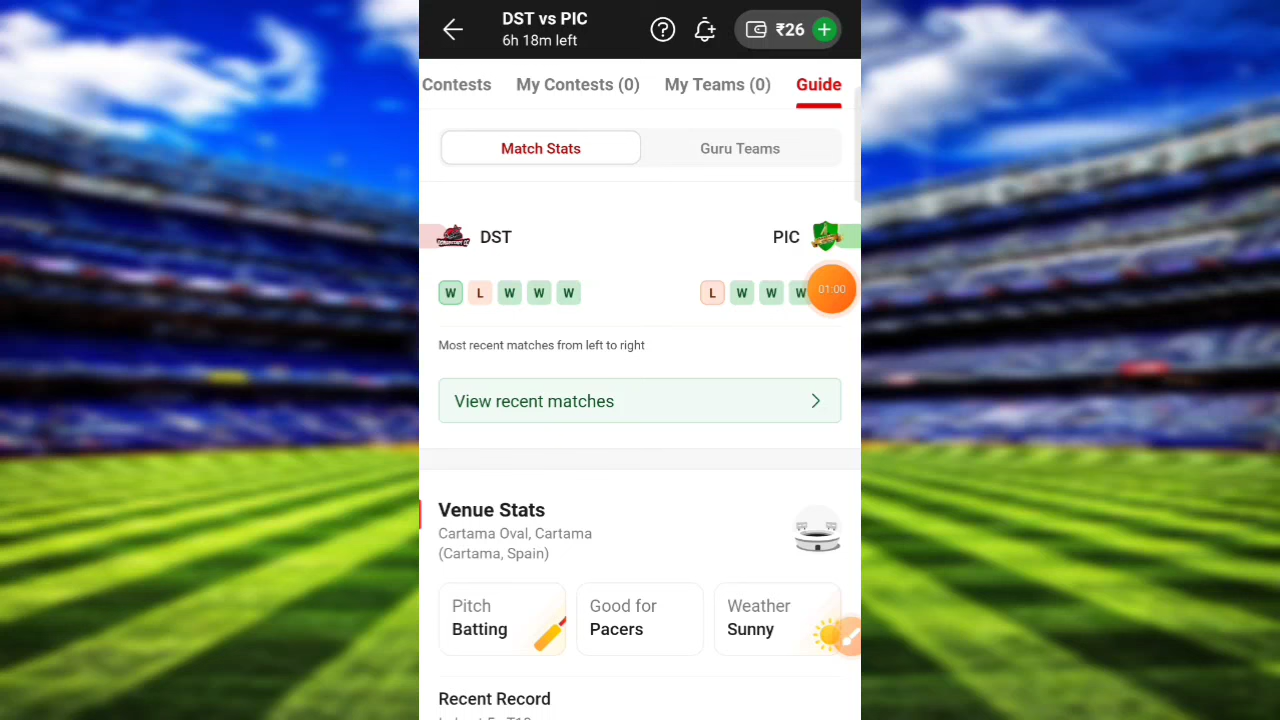 DST vs PIC
6h 18m left
₹26
Contests My Contests (0) My Teams (0) Guide
Match Stats Guru Teams
DST PIC
W L W W W L W W W
01:00
Most recent matches from left to right
View recent matches
Venue Stats
Cartama Oval, Cartama
(Cartama, Spain)
Pitch Good for Weather
Batting Pacers Sunny
Recent Record